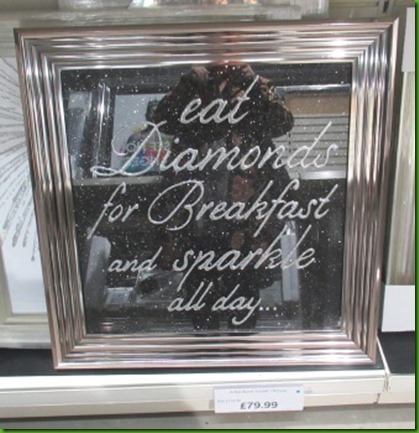 eat
Diamonds
for Breakfast
and sparkle
all day...
£79.99